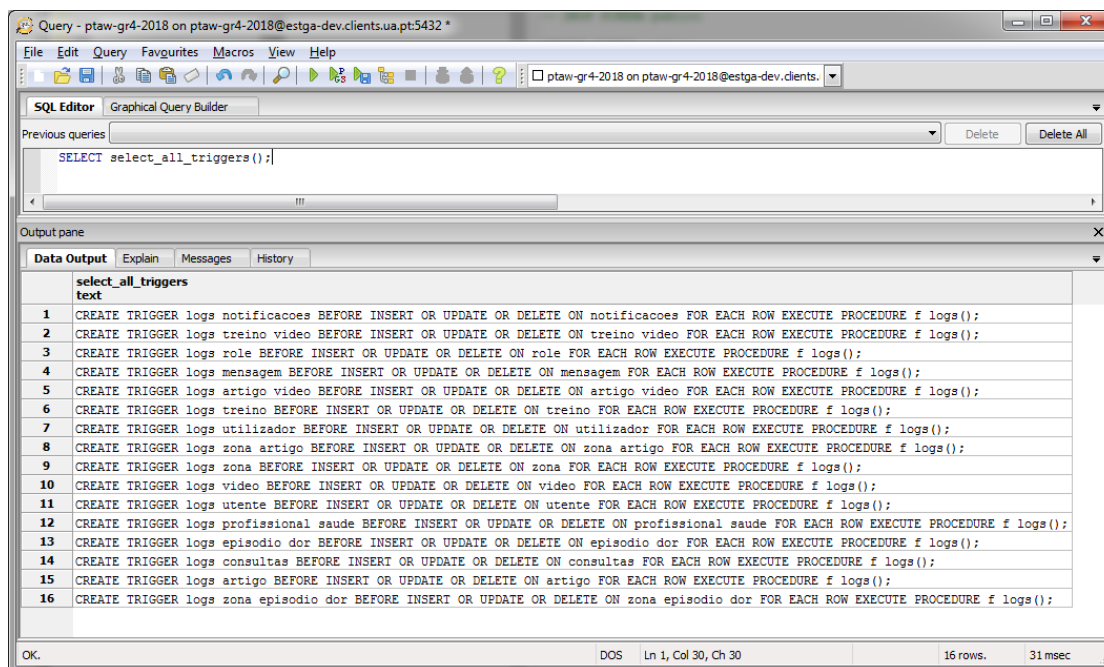 Query - ptaw-gr4-2018 on ptaw-gr4-2018@estga-dev.clients.ua.pt:5432 *
File Edit Query Favourites Macros View Help
ptaw-gr4-2018 on ptaw-gr4-2018@estga-dev.clients.
SQL Editor Graphical Query Builder
Previous queries Delete Delete All
SELECT select_all_triggers();
Output pane
Data Output Explain Messages History
select_all_triggers
text
1 CREATE TRIGGER logs notificacoes BEFORE INSERT OR UPDATE OR DELETE ON notificacoes FOR EACH ROW EXECUTE PROCEDURE f logs();
2 CREATE TRIGGER logs treino video BEFORE INSERT OR UPDATE OR DELETE ON treino video FOR EACH ROW EXECUTE PROCEDURE f logs();
3 CREATE TRIGGER logs role BEFORE INSERT OR UPDATE OR DELETE ON role FOR EACH ROW EXECUTE PROCEDURE f logs();
4 CREATE TRIGGER logs mensagem BEFORE INSERT OR UPDATE OR DELETE ON mensagem FOR EACH ROW EXECUTE PROCEDURE f logs();
5 CREATE TRIGGER logs artigo video BEFORE INSERT OR UPDATE OR DELETE ON artigo video FOR EACH ROW EXECUTE PROCEDURE f logs();
6 CREATE TRIGGER logs treino BEFORE INSERT OR UPDATE OR DELETE ON treino FOR EACH ROW EXECUTE PROCEDURE f logs();
7 CREATE TRIGGER logs utilizador BEFORE INSERT OR UPDATE OR DELETE ON utilizador FOR EACH ROW EXECUTE PROCEDURE f logs();
8 CREATE TRIGGER logs zona artigo BEFORE INSERT OR UPDATE OR DELETE ON zona artigo FOR EACH ROW EXECUTE PROCEDURE f logs();
9 CREATE TRIGGER logs zona BEFORE INSERT OR UPDATE OR DELETE ON zona FOR EACH ROW EXECUTE PROCEDURE f logs();
10 CREATE TRIGGER logs video BEFORE INSERT OR UPDATE OR DELETE ON video FOR EACH ROW EXECUTE PROCEDURE f logs();
11 CREATE TRIGGER logs utente BEFORE INSERT OR UPDATE OR DELETE ON utente FOR EACH ROW EXECUTE PROCEDURE f logs();
12 CREATE TRIGGER logs profissional saude BEFORE INSERT OR UPDATE OR DELETE ON profissional saude FOR EACH ROW EXECUTE PROCEDURE f logs();
13 CREATE TRIGGER logs episodio dor BEFORE INSERT OR UPDATE OR DELETE ON episodio dor FOR EACH ROW EXECUTE PROCEDURE f logs();
14 CREATE TRIGGER logs consultas BEFORE INSERT OR UPDATE OR DELETE ON consultas FOR EACH ROW EXECUTE PROCEDURE f logs();
15 CREATE TRIGGER logs artigo BEFORE INSERT OR UPDATE OR DELETE ON artigo FOR EACH ROW EXECUTE PROCEDURE f logs();
16 CREATE TRIGGER logs zona episodio dor BEFORE INSERT OR UPDATE OR DELETE ON zona episodio dor FOR EACH ROW EXECUTE PROCEDURE f logs();
OK. DOS Ln 1, Col 30, Ch 30 16 rows. 31 msec